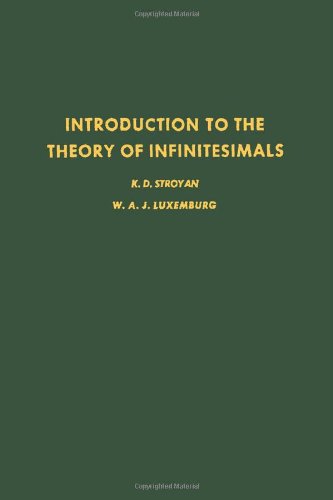 INTRODUCTION TO THE
THEORY OF INFINITESIMALS
K. D. STROYAN
W. A. J. LUXEMBURG